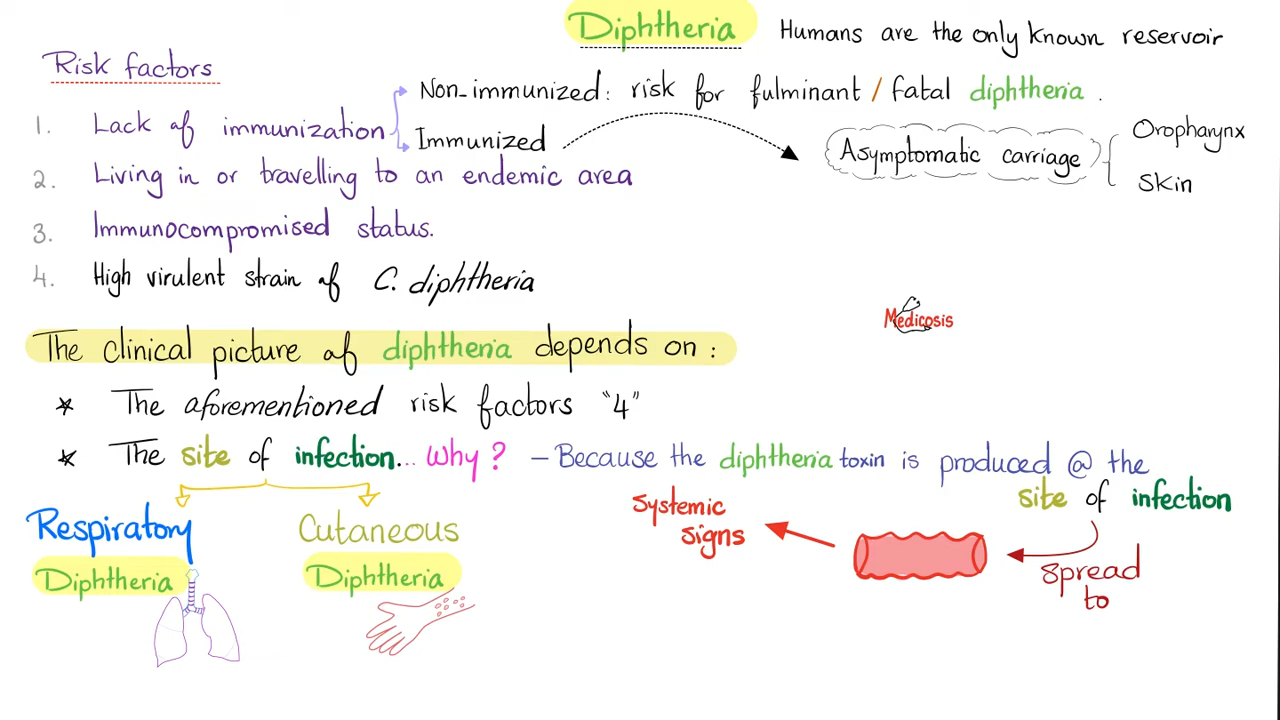 Diphtheria
Humans are the only known reservoir
Risk factors
1. Lack of immunization
Non-immunized: risk for fulminant / fatal diphtheria.
Immunized
Asymptomatic carriage
Oropharynx
Skin
2. Living in or travelling to an endemic area
3. Immunocompromised status.
4. High virulent strain of C. diphtheria
Medicosis
The clinical picture of diphtheria depends on :
* The aforementioned risk factors "4"
* The site of infection... Why ? - Because the diphtheria toxin is produced @ the
site of infection
Respiratory
Diphtheria
Cutaneous
Diphtheria
Systemic
signs
spread
to